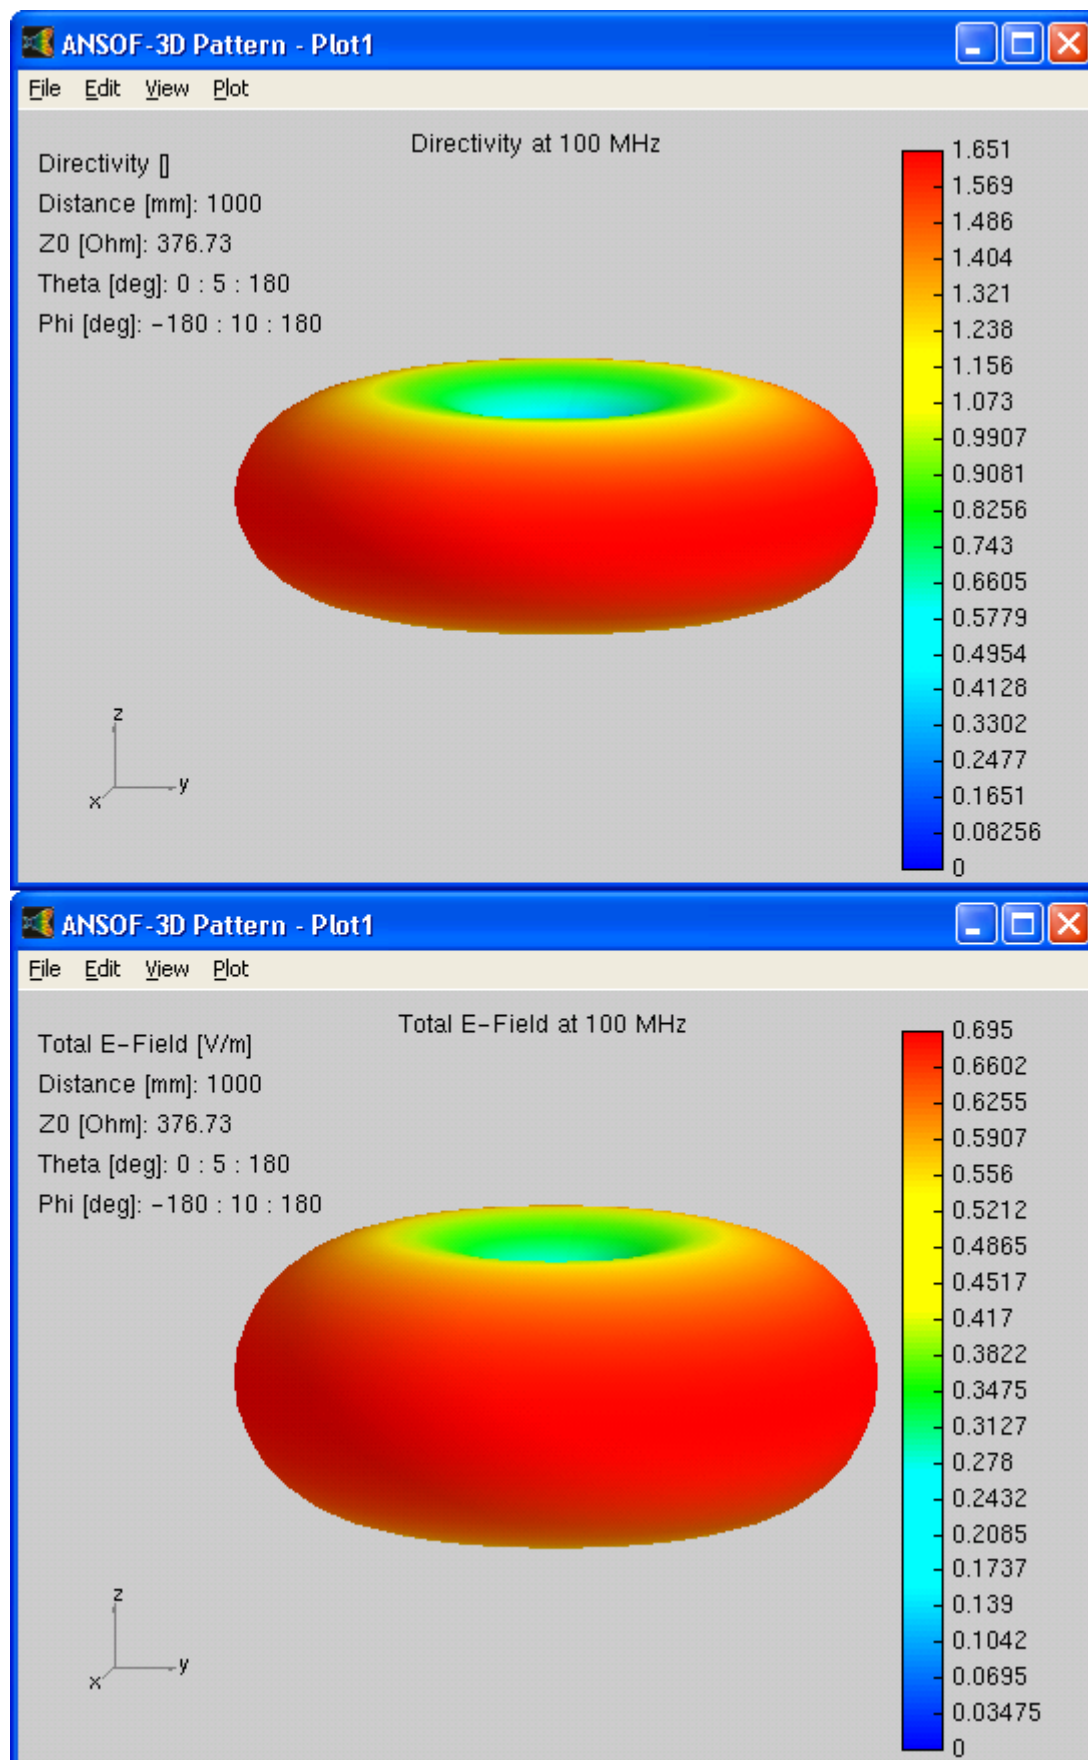 ANSOF-3D Pattern - Plot1
File Edit View Plot
Directivity at 100 MHz
Directivity []
Distance [mm]: 1000
Z0 [Ohm]: 376.73
Theta [deg]: 0 : 5 : 180
Phi [deg]: -180 : 10 : 180
1.651
1.569
1.486
1.404
1.321
1.238
1.156
1.073
0.9907
0.9081
0.8256
0.743
0.6605
0.5779
0.4954
0.4128
0.3302
0.2477
0.1651
0.08256
0
z
y
x
ANSOF-3D Pattern - Plot1
File Edit View Plot
Total E-Field at 100 MHz
Total E-Field [V/m]
Distance [mm]: 1000
Z0 [Ohm]: 376.73
Theta [deg]: 0 : 5 : 180
Phi [deg]: -180 : 10 : 180
0.695
0.6602
0.6255
0.5907
0.556
0.5212
0.4865
0.4517
0.417
0.3822
0.3475
0.3127
0.278
0.2432
0.2085
0.1737
0.139
0.1042
0.0695
0.03475
0
z
y
x